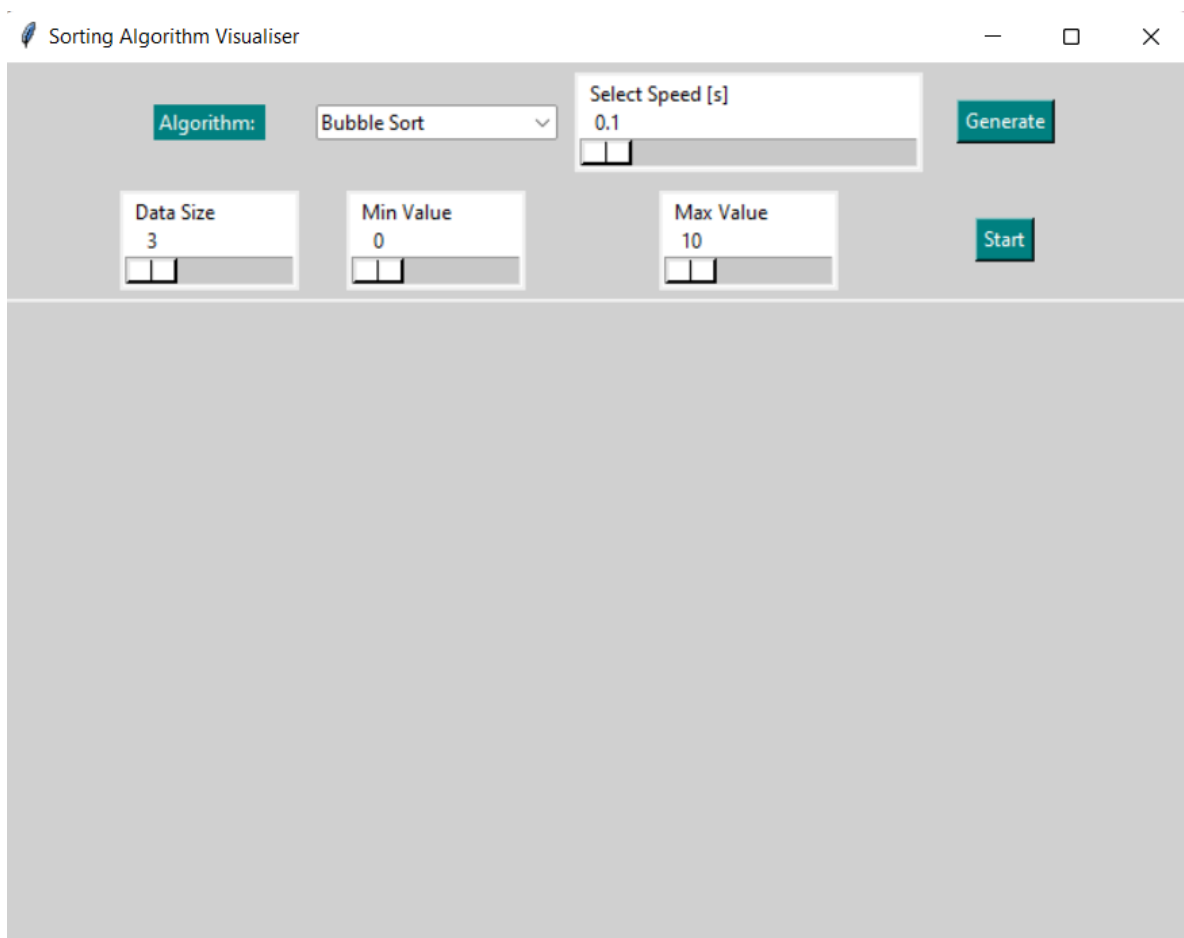 Sorting Algorithm Visualiser
Algorithm:
Bubble Sort
Select Speed [s]
0.1
Generate
Data Size
3
Min Value
0
Max Value
10
Start